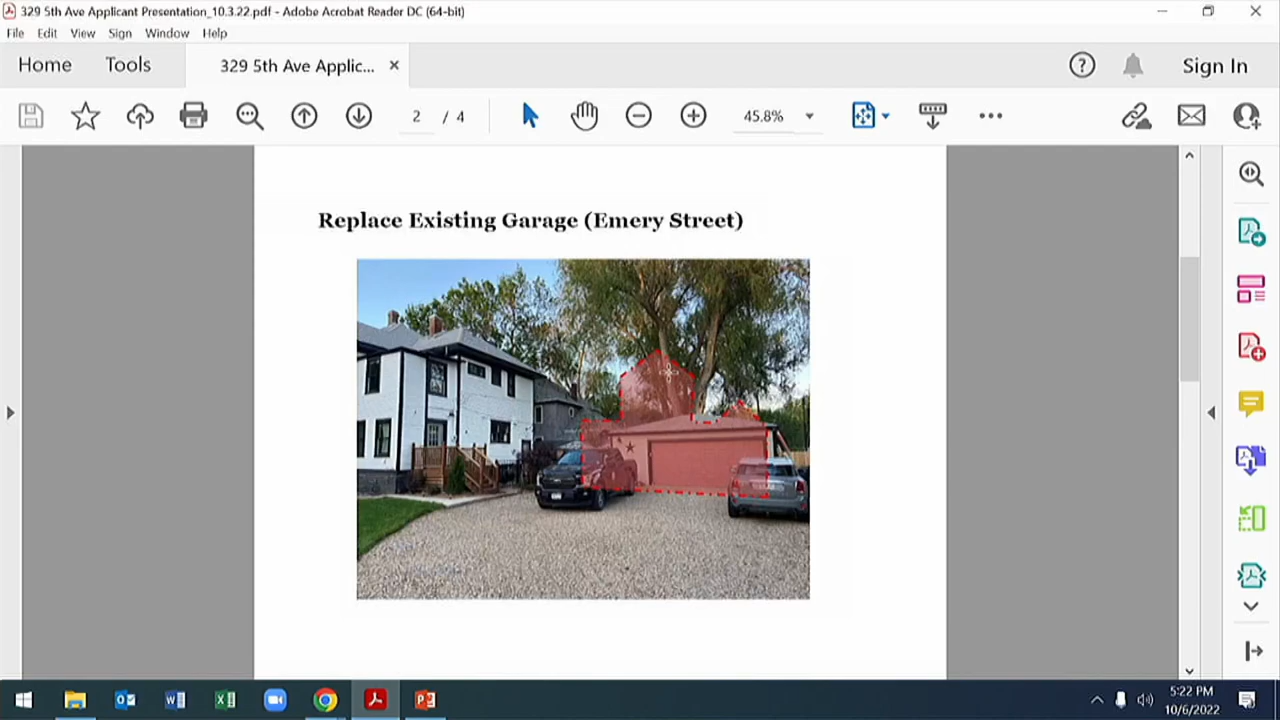 329 5th Ave Applicant Presentation_10.3.22.pdf - Adobe Acrobat Reader DC (64-bit)
File Edit View Sign Window Help
Home Tools 329 5th Ave Applic... Sign In
2 / 4 45.8%
Replace Existing Garage (Emery Street)
5:22 PM
10/6/2022